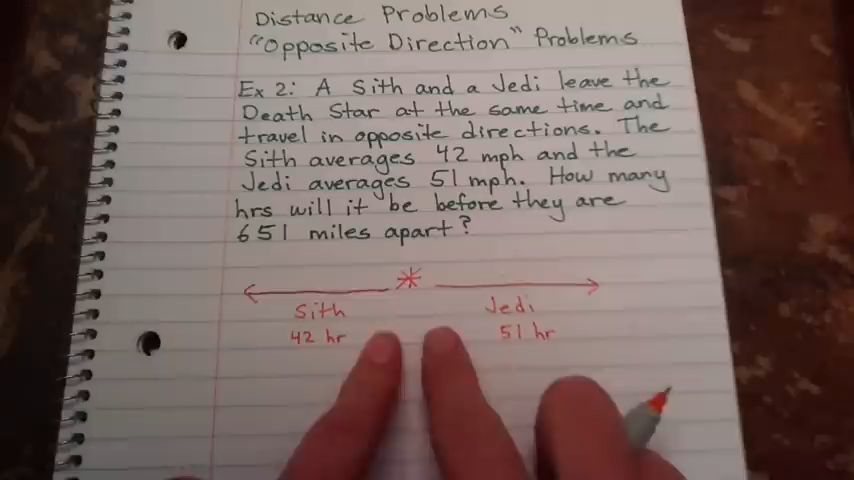 Distance Problems
"Opposite Direction" Problems
Ex 2: A Sith and a Jedi leave the
Death Star at the same time and
travel in opposite directions. The
Sith averages 42 mph and the
Jedi averages 51 mph. How many
hrs will it be before they are
651 miles apart?
Sith Jedi
42 hr 51 hr